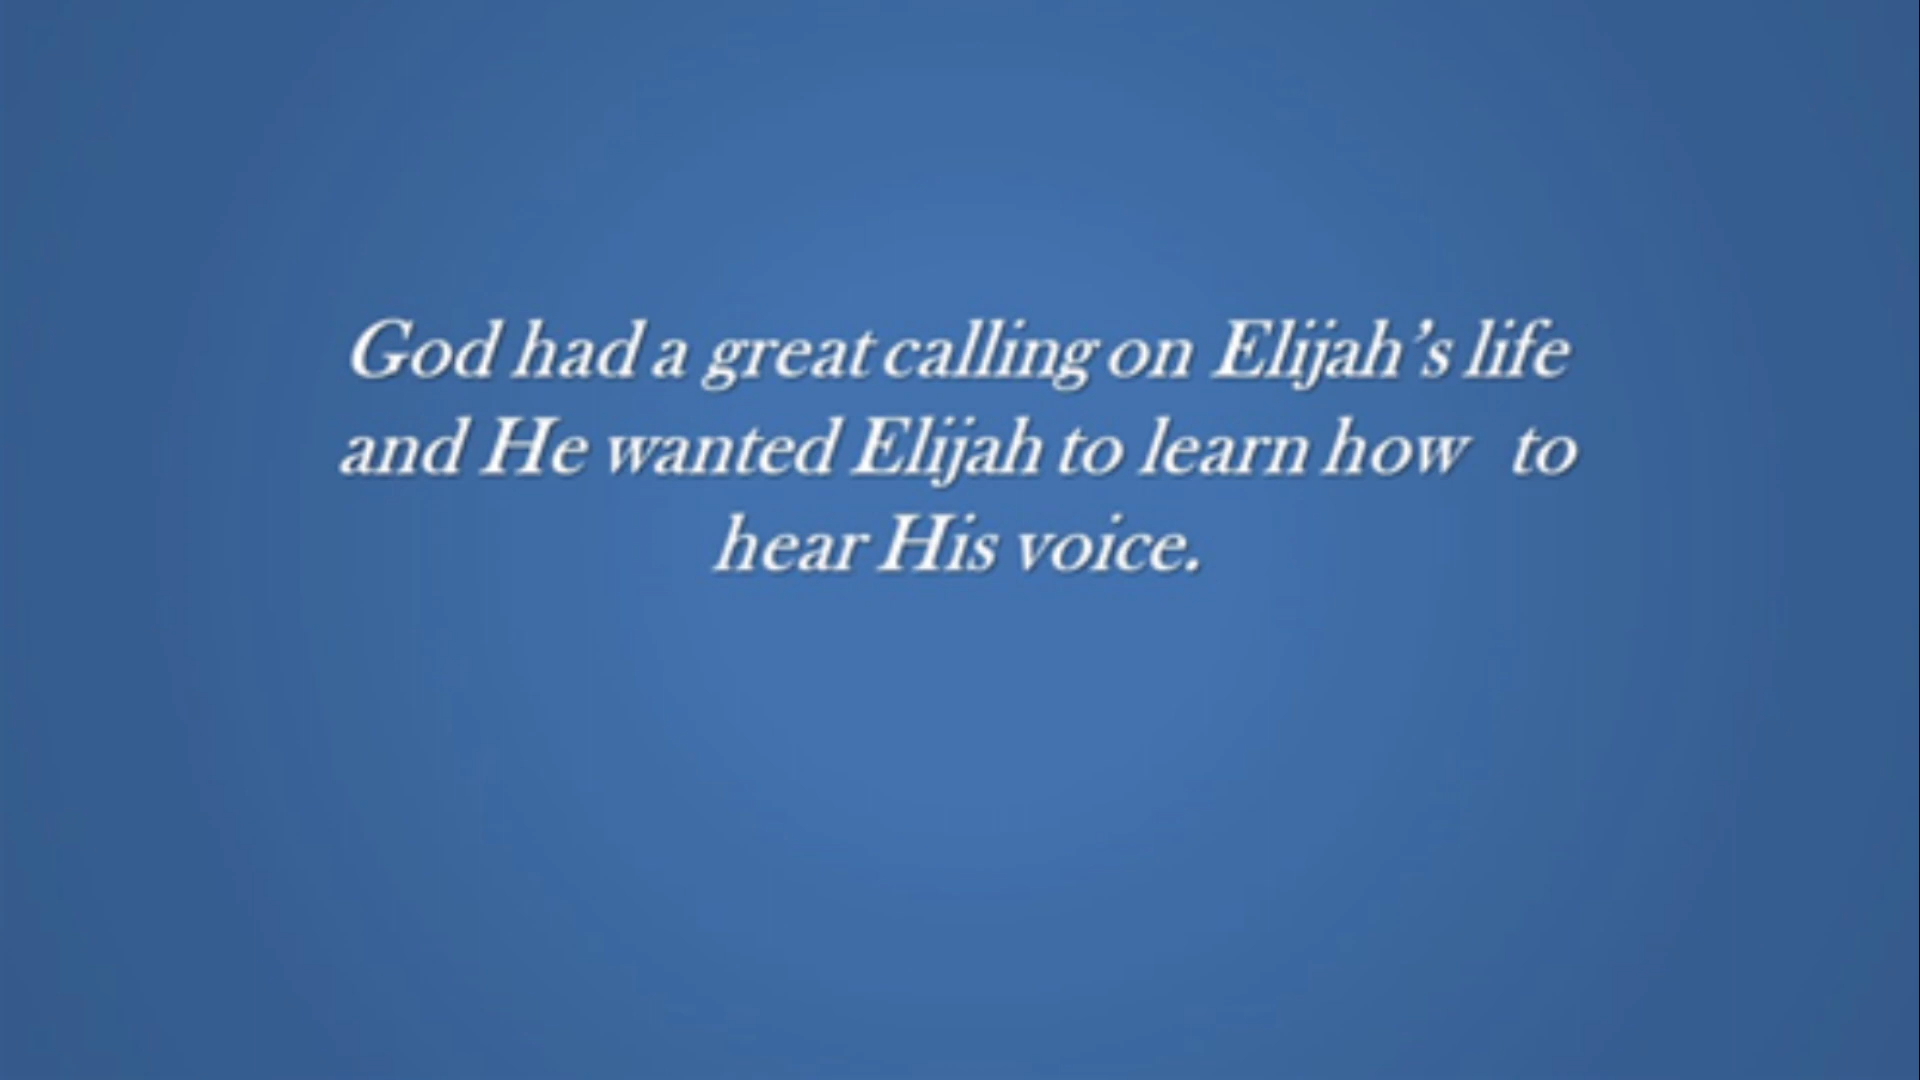 God had a great calling on Elijah’s life
and He wanted Elijah to learn how to
hear His voice.